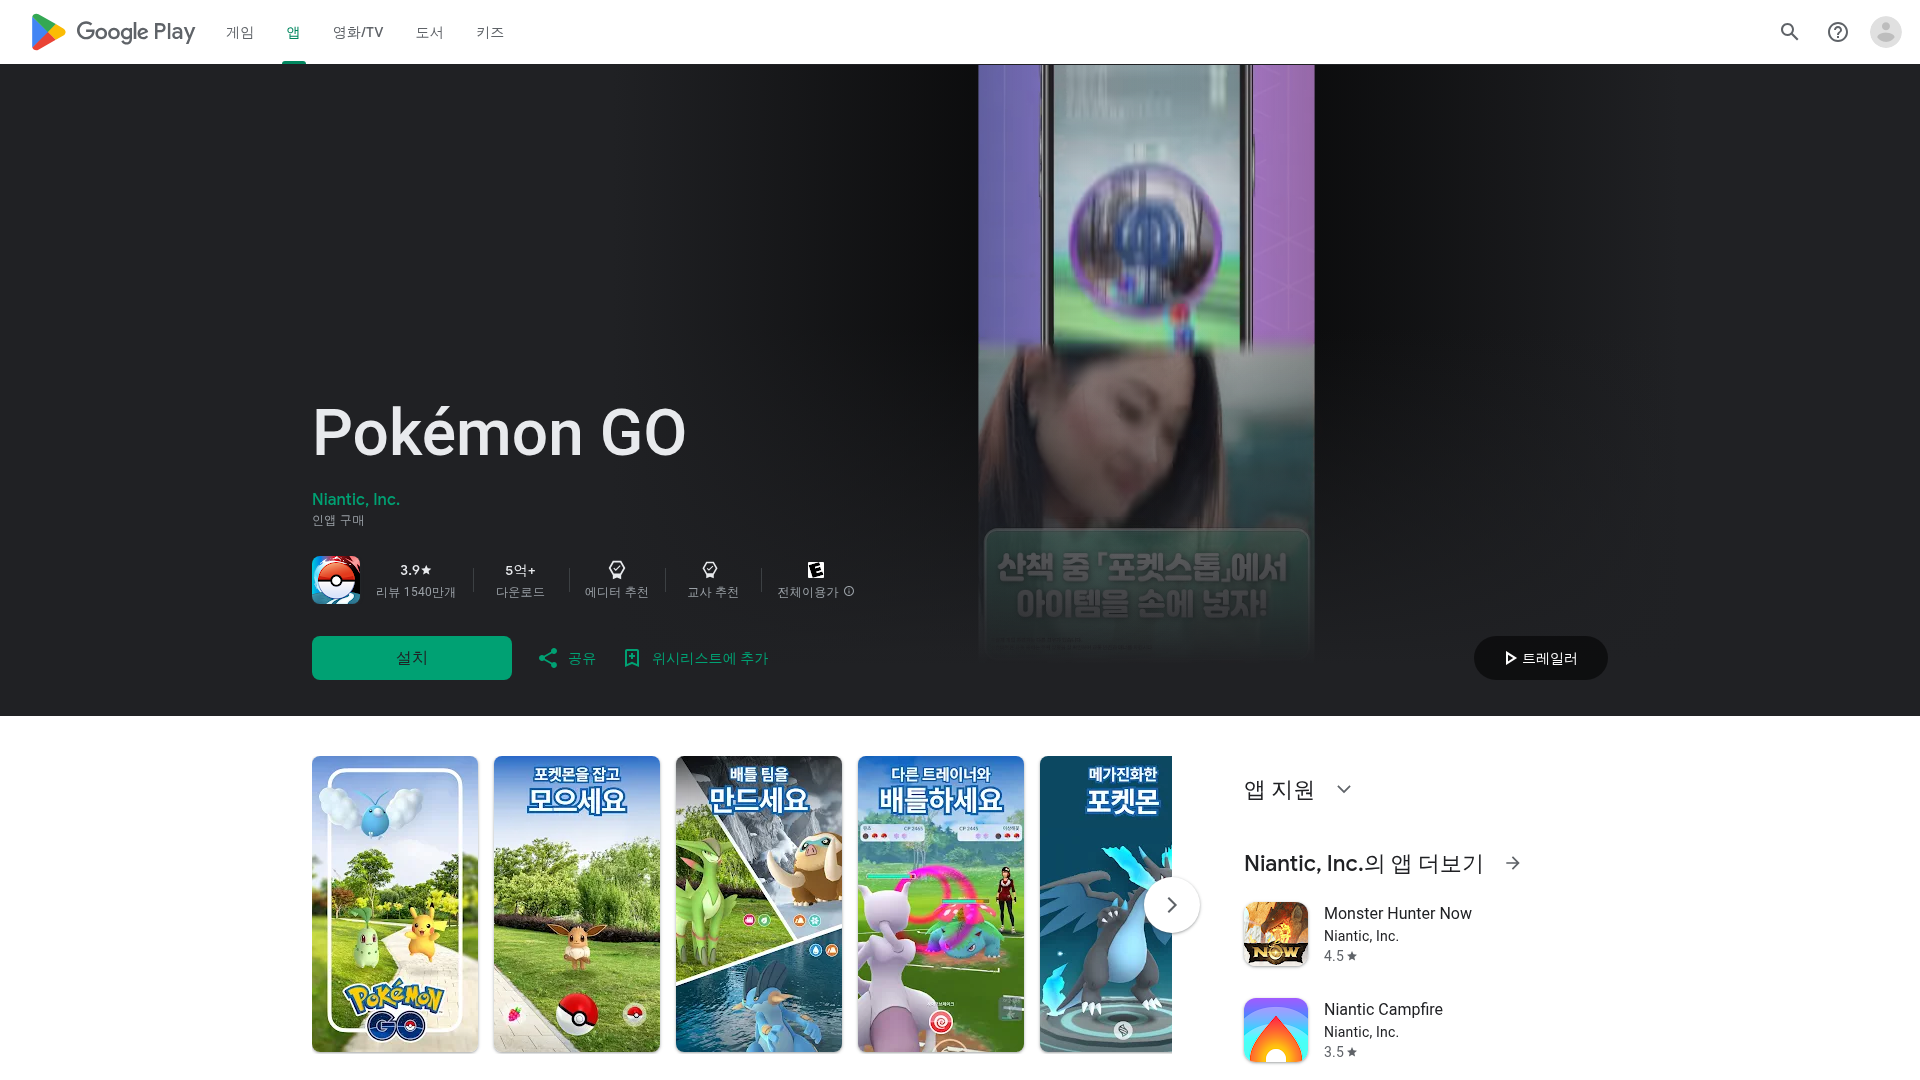 Google Play
게임
앱
영화/TV
도서
키즈
산책 중 「포켓스톱」에서
아이템을 손에 넣자!
Pokémon GO
Niantic, Inc.
인앱 구매
3.9★
리뷰 1540만개
5억+
다운로드
에디터 추천
교사 추천
E
전체이용가
설치
공유
위시리스트에 추가
트레일러
Pokémon
GO
포켓몬을 잡고
모으세요
배틀 팀을
만드세요
다른 트레이너와
배틀하세요
CP 2463
CP 2445
메가진화한
포켓몬
앱 지원
Niantic, Inc.의 앱 더보기
NOW
Monster Hunter Now
Niantic, Inc.
4.5★
Niantic Campfire
Niantic, Inc.
3.5★